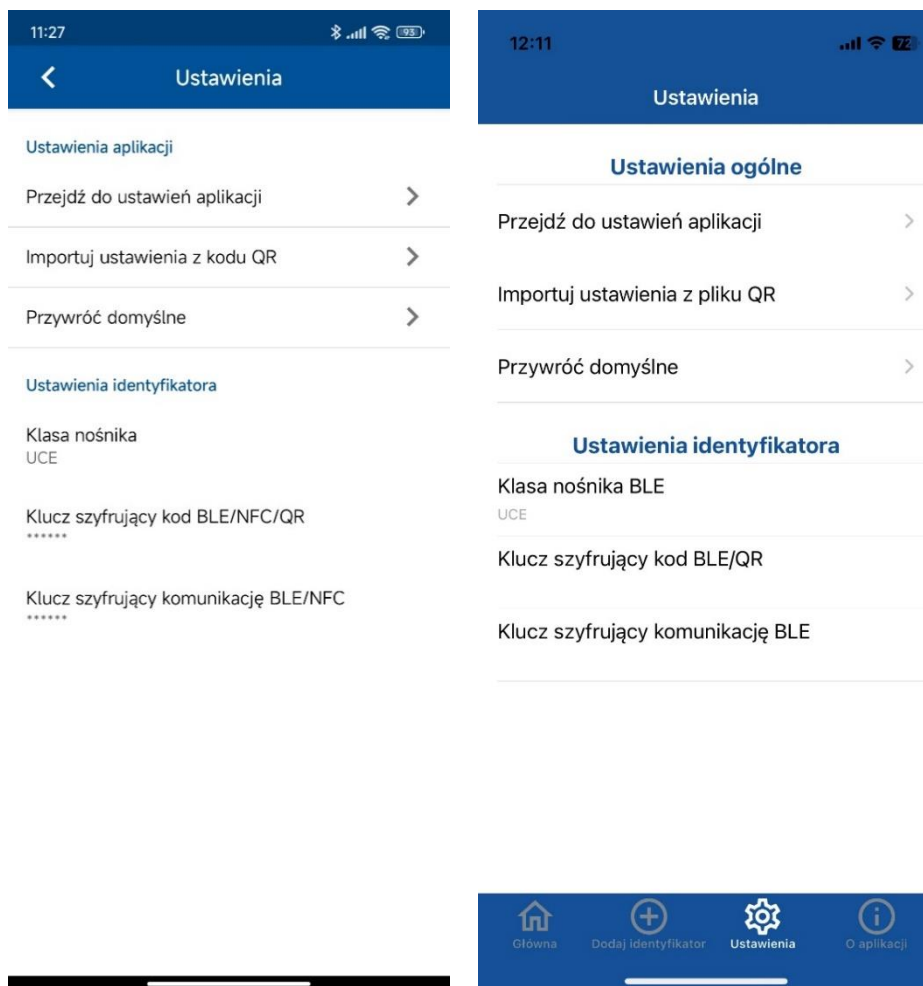 11:27
93
Ustawienia
Ustawienia aplikacji
Przejdź do ustawień aplikacji
Importuj ustawienia z kodu QR
Przywróć domyślne
Ustawienia identyfikatora
Klasa nośnika
UCE
Klucz szyfrujący kod BLE/NFC/QR
******
Klucz szyfrujący komunikację BLE/NFC
******
12:11
72
Ustawienia
Ustawienia ogólne
Przejdź do ustawień aplikacji
Importuj ustawienia z pliku QR
Przywróć domyślne
Ustawienia identyfikatora
Klasa nośnika BLE
UCE
Klucz szyfrujący kod BLE/QR
Klucz szyfrujący komunikację BLE
Główna
Dodaj identyfikator
Ustawienia
O aplikacji